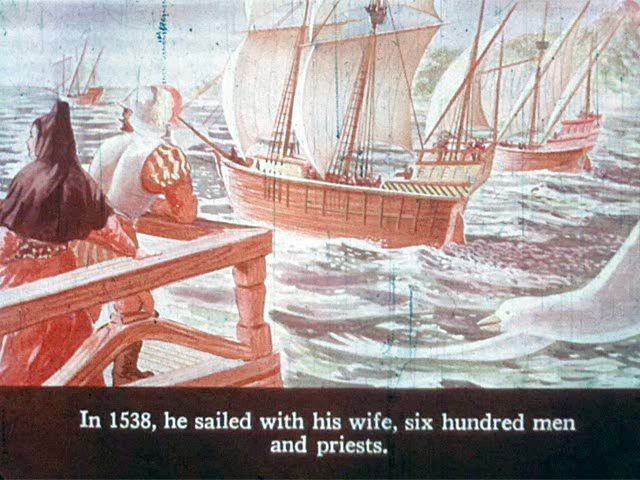 In 1538, he sailed with his wife, six hundred men
and priests.